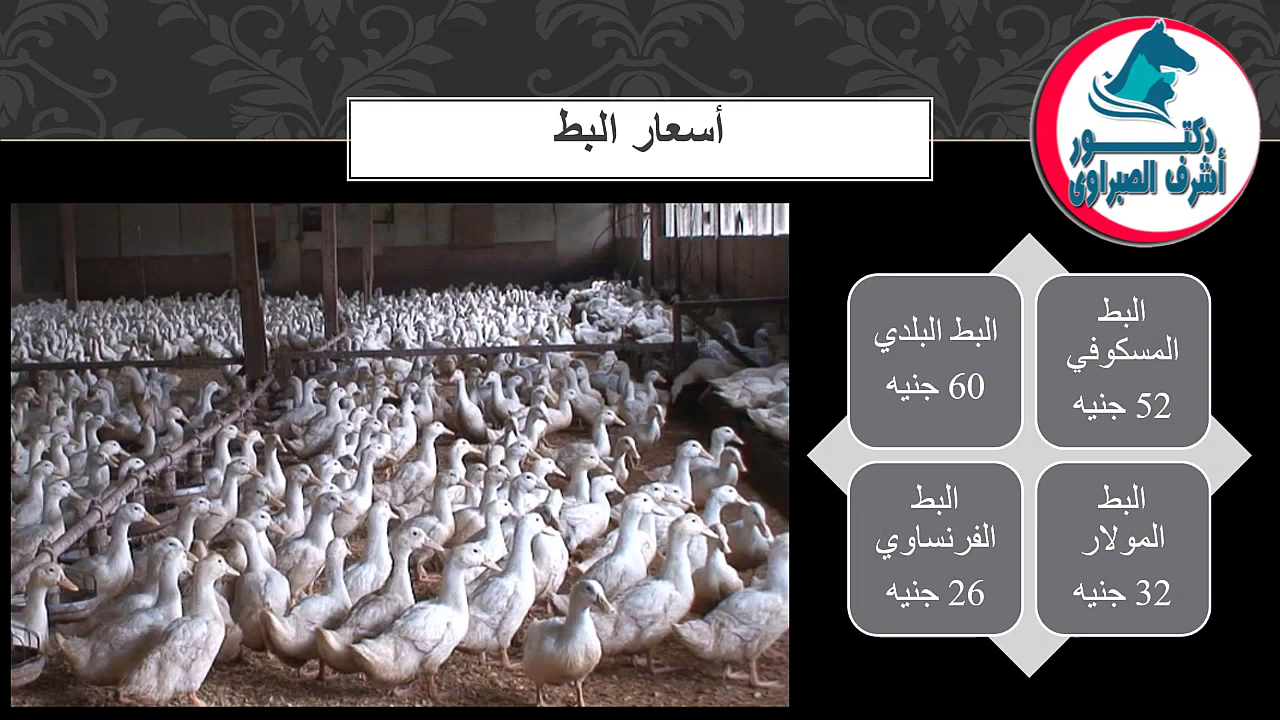 أسعار البط
دكتور
أشرف الصبراوى
البط
المسكوفي
52 جنيه
البط البلدي
60 جنيه
البط
المولار
32 جنيه
البط
الفرنساوي
26 جنيه